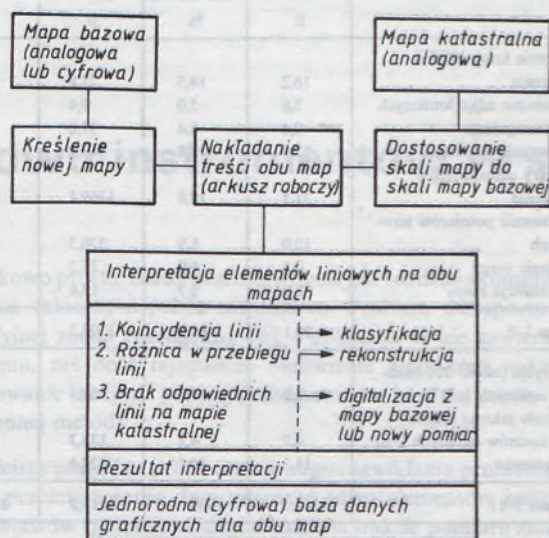 Mapa bazowa
(analogowa
lub cyfrowa)
Mapa katastralna
(analogowa)
Kreślenie
nowej mapy
Nakładanie
treści obu map
(arkusz roboczy)
Dostosowanie
skali mapy do
skali mapy bazowej
Interpretacja elementów liniowych na obu
mapach
1. Koincydencja linii
klasyfikacja
2. Różnica w przebiegu
linii
rekonstrukcja
3. Brak odpowiednich
linii na mapie
katastralnej
digitalizacja z
mapy bazowej
lub nowy pomiar
Rezultat interpretacji
Jednorodna (cyfrowa) baza danych
graficznych dla obu map